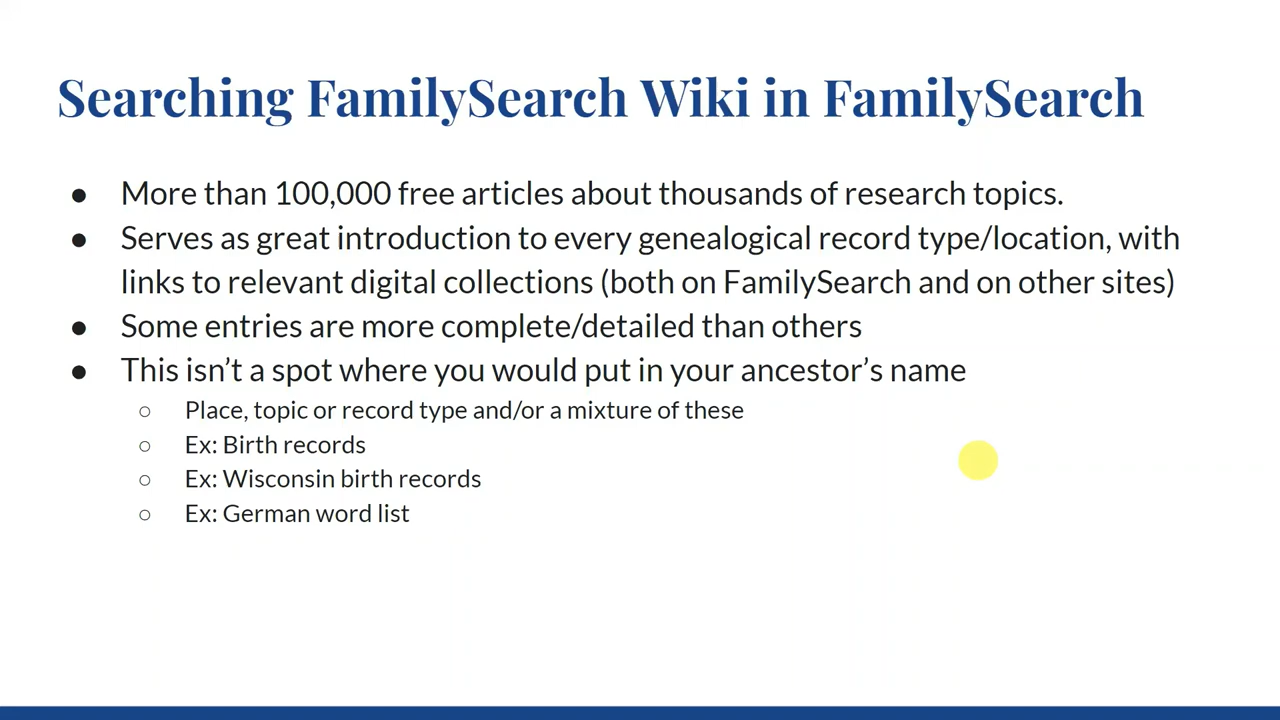 Searching FamilySearch Wiki in FamilySearch
● More than 100,000 free articles about thousands of research topics.
● Serves as great introduction to every genealogical record type/location, with
links to relevant digital collections (both on FamilySearch and on other sites)
● Some entries are more complete/detailed than others
● This isn’t a spot where you would put in your ancestor’s name
○ Place, topic or record type and/or a mixture of these
○ Ex: Birth records
○ Ex: Wisconsin birth records
○ Ex: German word list